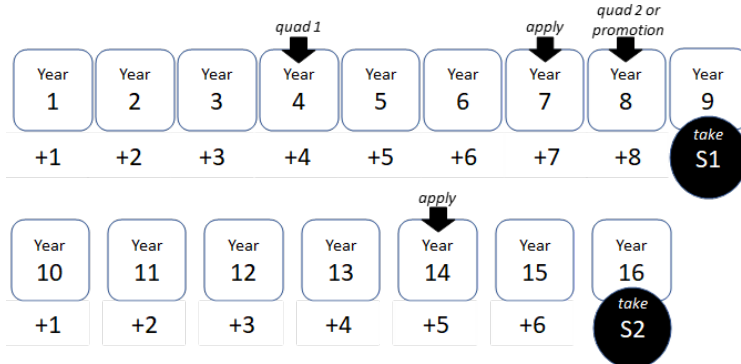 quad 1 apply quad 2 or
promotion
Year Year Year Year Year Year Year Year Year
1 2 3 4 5 6 7 8 9
take
+1 +2 +3 +4 +5 +6 +7 +8 S1
apply
Year Year Year Year Year Year Year
10 11 12 13 14 15 16
take
+1 +2 +3 +4 +5 +6 S2